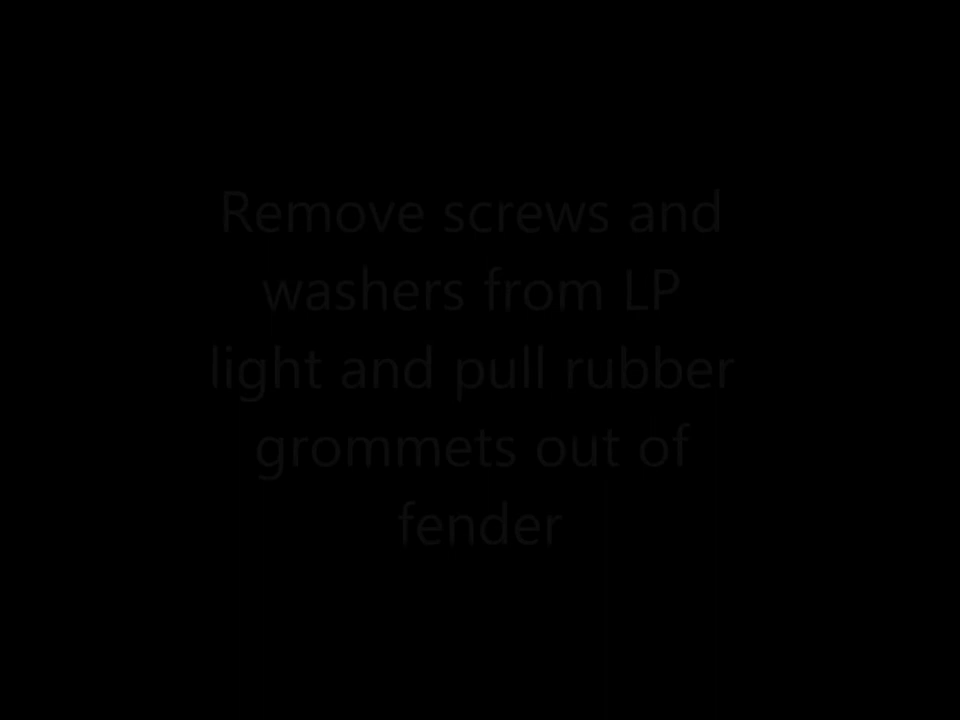 Remove screws and
washers from LP
light and pull rubber
grommets out of
fender